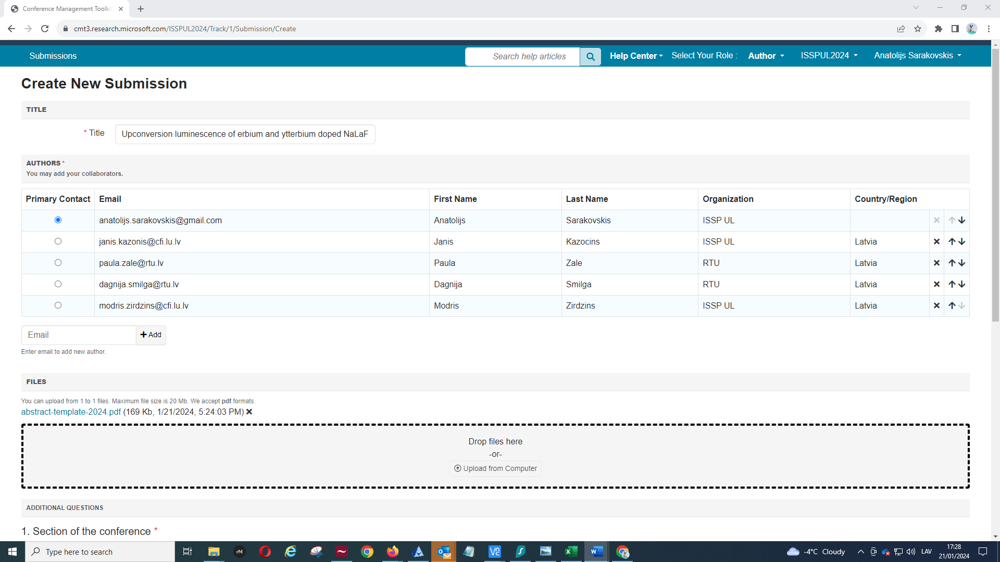 Conference Management Toolki
cmt3.research.microsoft.com/ISSPUL2024/Track/1/Submission/Create
Submissions
Search help articles
Help Center
Select Your Role :
Author
ISSPUL2024
Anatolijs Sarakovskis
Create New Submission
TITLE
* Title
Upconversion luminescence of erbium and ytterbium doped NaLaF
AUTHORS *
You may add your collaborators.
Primary Contact Email First Name Last Name Organization Country/Region
anatolijs.sarakovskis@gmail.com Anatolijs Sarakovskis ISSP UL
janis.kazonis@cfi.lu.lv Janis Kazocins ISSP UL Latvia
paula.zale@rtu.lv Paula Zale RTU Latvia
dagnija.smilga@rtu.lv Dagnija Smilga RTU Latvia
modris.zirdzins@cfi.lu.lv Modris Zirdzins ISSP UL Latvia
Email
+ Add
Enter email to add new author.
FILES
You can upload from 1 to 1 files. Maximum file size is 20 Mb. We accept pdf formats.
abstract-template-2024.pdf (169 Kb, 1/21/2024, 5:24:03 PM)
Drop files here
-or-
Upload from Computer
ADDITIONAL QUESTIONS
1. Section of the conference *
Type here to search
rM
-4°C Cloudy
LAV
17:28
21/01/2024